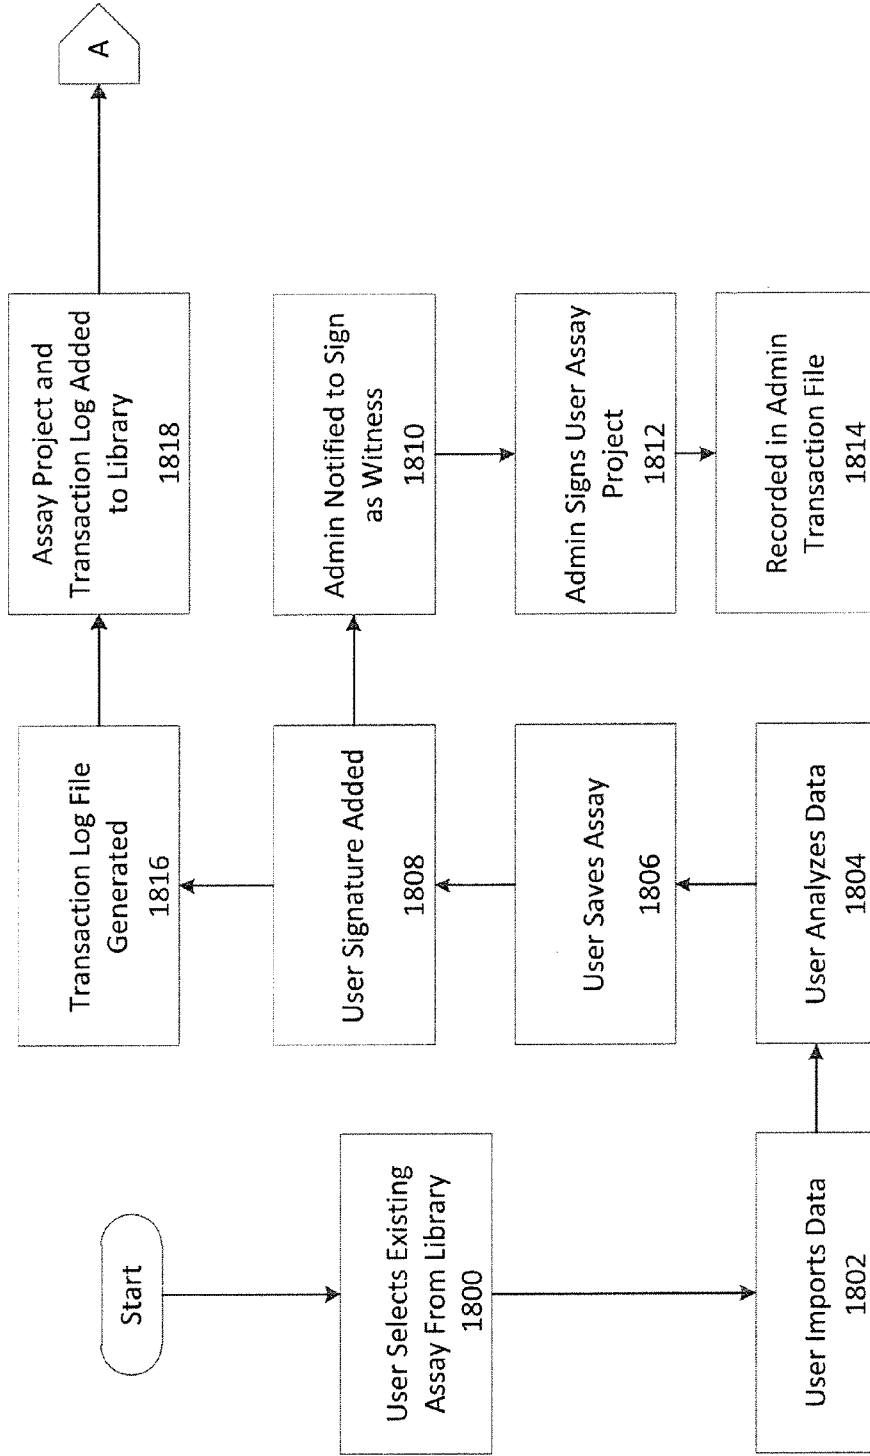 Start
User Selects Existing
Assay From Library
1800
User Imports Data
1802
User Analyzes Data
1804
User Saves Assay
1806
User Signature Added
1808
Transaction Log File
Generated
1816
Admin Notified to Sign
as Witness
1810
Admin Signs User Assay
Project
1812
Recorded in Admin
Transaction File
1814
Assay Project and
Transaction Log Added
to Library
1818
A